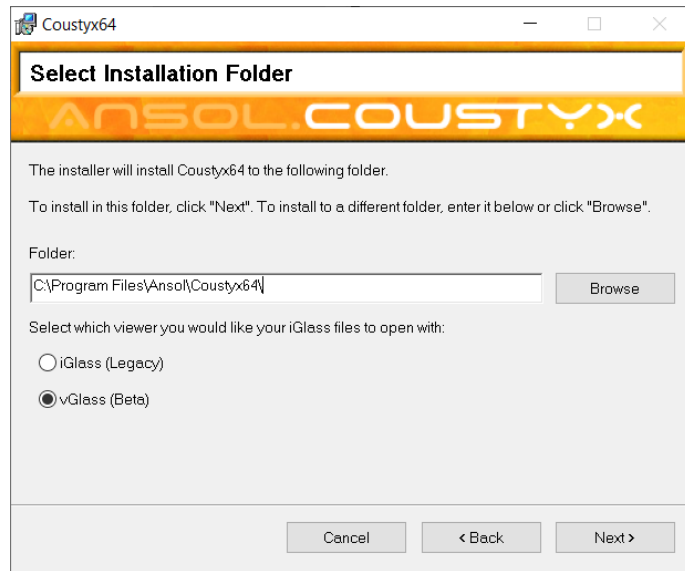 Coustyx64
Select Installation Folder
ANSOL.COUSTYX
The installer will install Coustyx64 to the following folder.
To install in this folder, click "Next". To install to a different folder, enter it below or click "Browse".
Folder:
C:\Program Files\Ansol\Coustyx64\
Browse
Select which viewer you would like your iGlass files to open with:
iGlass (Legacy)
vGlass (Beta)
Cancel
< Back
Next >